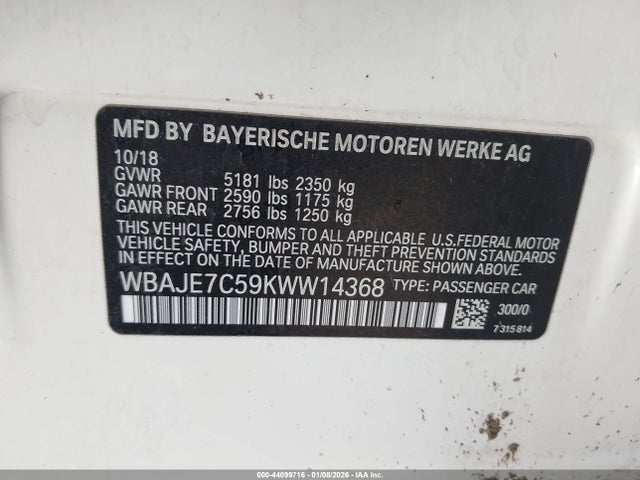 MFD BY BAYERISCHE MOTOREN WERKE AG
10/18
GVWR 5181 lbs 2350 kg
GAWR FRONT 2590 lbs 1175 kg
GAWR REAR 2756 lbs 1250 kg
THIS VEHICLE CONFORMS TO ALL APPLICABLE U.S.FEDERAL MOTOR
VEHICLE SAFETY, BUMPER AND THEFT PREVENTION STANDARDS
IN EFFECT ON THE DATE OF MANUFACTURE SHOWN ABOVE.
WBAJE7C59KWW14368 TYPE: PASSENGER CAR
300/0
7 315 814
000-44099716 - 01/08/2026 - IAA Inc.